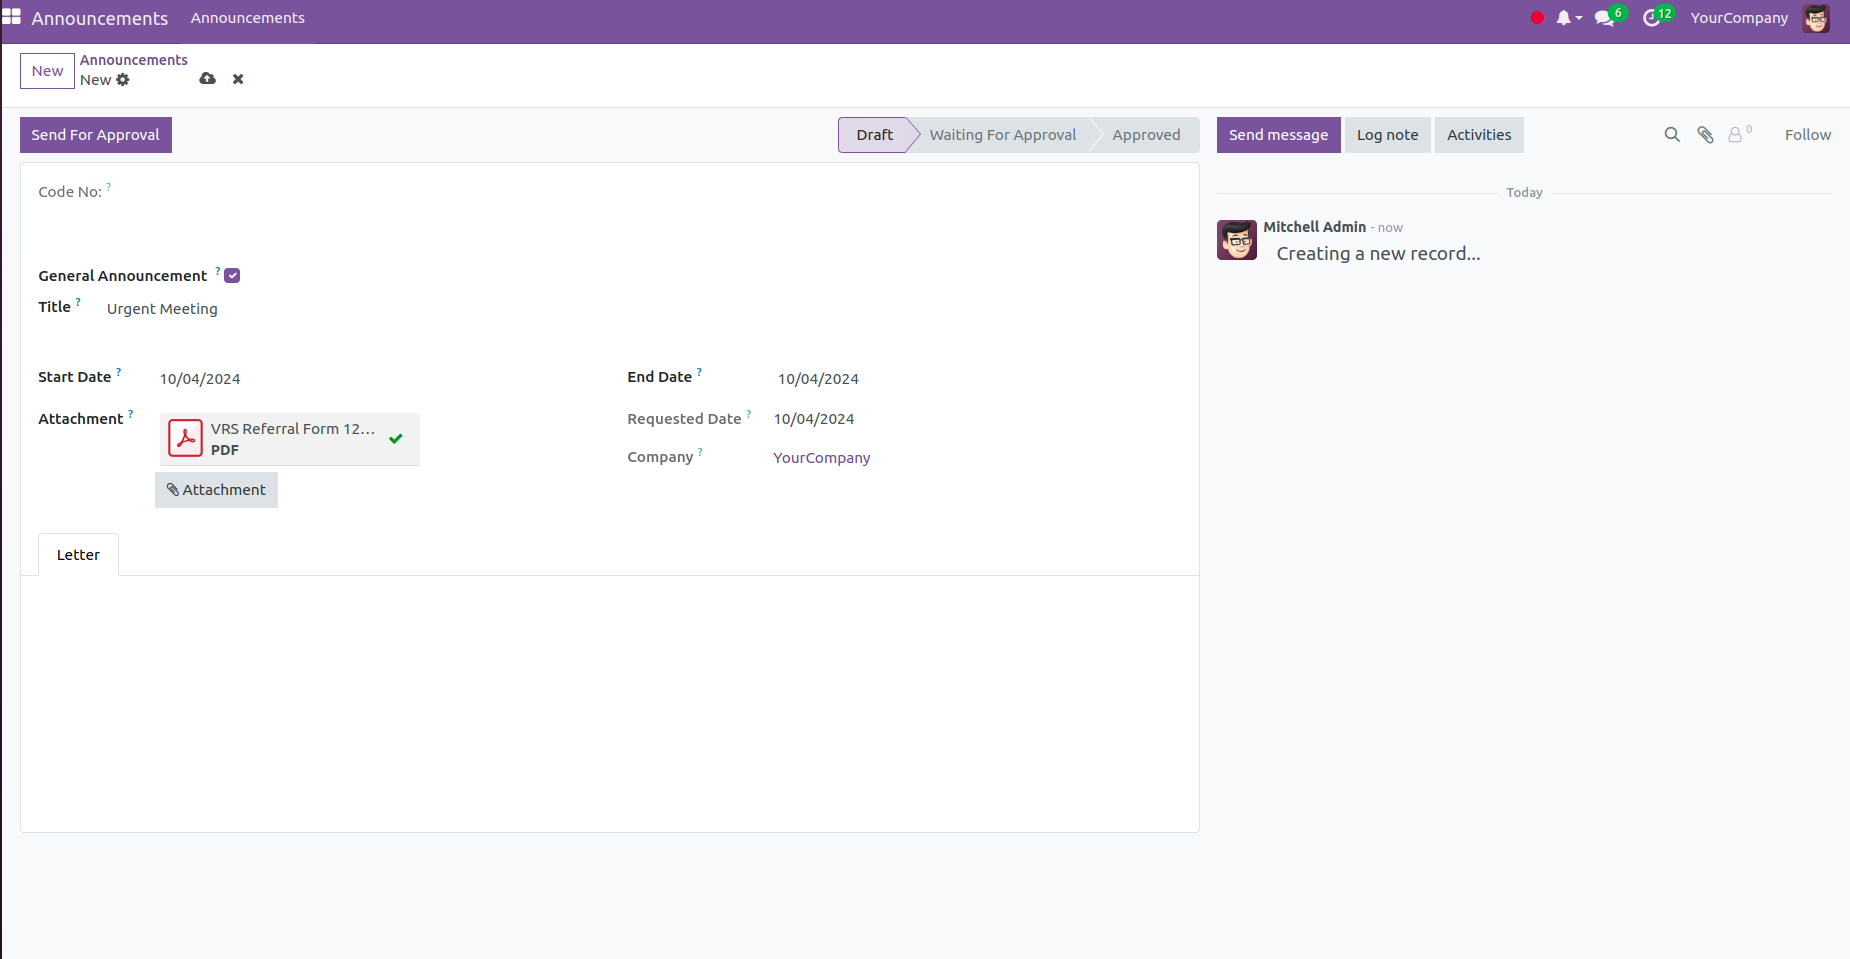 Announcements Announcements 6 12 YourCompany
New Announcements
New
Send For Approval Draft Waiting For Approval Approved Send message Log note Activities 0 Follow
Code No: ?
Today
Mitchell Admin - now
Creating a new record...
General Announcement ?
Title ? Urgent Meeting
Start Date ? 10/04/2024 End Date ? 10/04/2024
Attachment ? VRS Referral Form 12... Requested Date ? 10/04/2024
PDF
Company ? YourCompany
Attachment
Letter